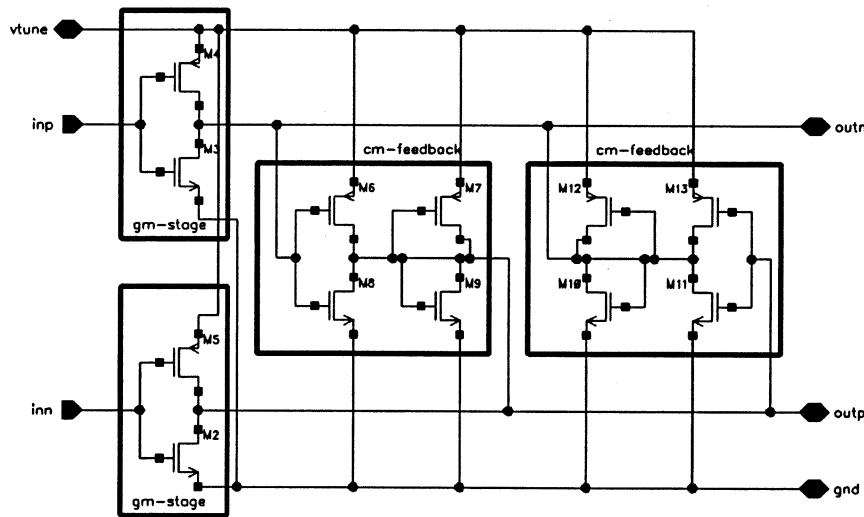 vtune
M4
inp
outn
M3
cm-feedback
cm-feedback
M6
M7
M12
M13
gm-stage
M8
M9
M10
M11
M5
inn
outp
M2
gnd
gm-stage